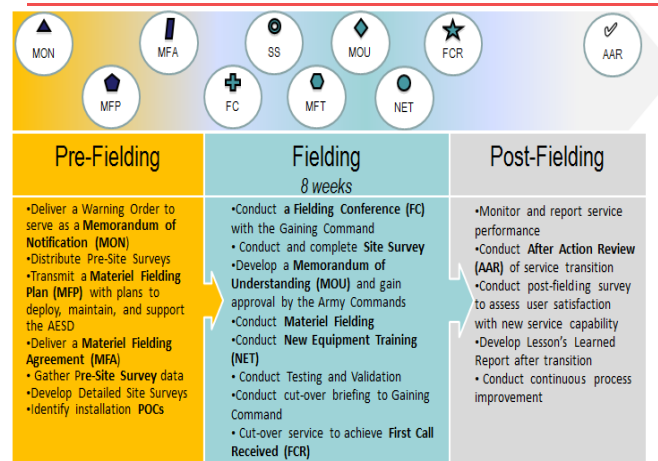 MON
MFA
SS
MOU
FCR
AAR
MFP
FC
MFT
NET
Pre-Fielding
•Deliver a Warning Order to
serve as a Memorandum of
Notification (MON)
•Distribute Pre-Site Surveys
•Transmit a Materiel Fielding
Plan (MFP) with plans to
deploy, maintain, and support
the AESD
•Deliver a Materiel Fielding
Agreement (MFA)
• Gather Pre-Site Survey data
•Develop Detailed Site Surveys
•Identify installation POCs
Fielding
8 weeks
•Conduct a Fielding Conference (FC)
with the Gaining Command
• Conduct and complete Site Survey
•Develop a Memorandum of
Understanding (MOU) and gain
approval by the Army Commands
•Conduct Materiel Fielding
•Conduct New Equipment Training
(NET)
• Conduct Testing and Validation
•Conduct cut-over briefing to Gaining
Command
• Cut-over service to achieve First Call
Received (FCR)
Post-Fielding
•Monitor and report service
performance
•Conduct After Action Review
(AAR) of service transition
•Conduct post-fielding survey
to assess user satisfaction
with new service capability
•Develop Lesson's Learned
Report after transition
• Conduct continuous process
improvement